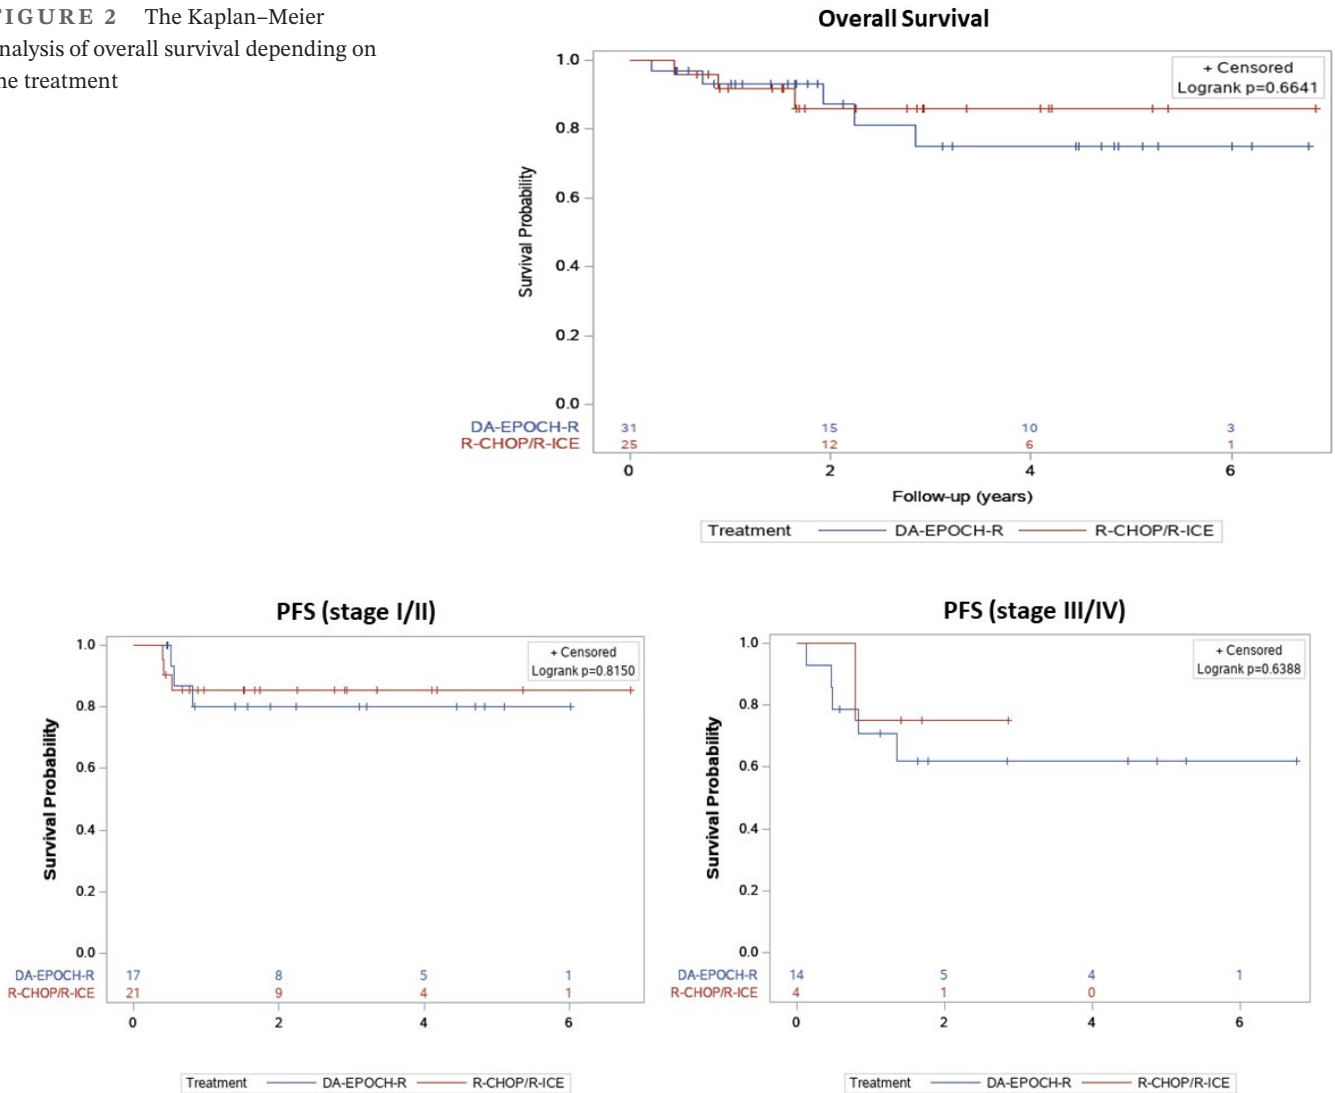 FIGURE 2 The Kaplan–Meier
analysis of overall survival depending on
the treatment
Overall Survival
+ Censored
Logrank p=0.6641
Survival Probability
1.0
0.8
0.6
0.4
0.2
0.0
DA-EPOCH-R 31 15 10 3
R-CHOP/R-ICE 25 12 6 1
0 2 4 6
Follow-up (years)
Treatment DA-EPOCH-R R-CHOP/R-ICE
PFS (stage I/II)
+ Censored
Logrank p=0.8150
Survival Probability
1.0
0.8
0.6
0.4
0.2
0.0
DA-EPOCH-R 17 8 5 1
R-CHOP/R-ICE 21 9 4 1
0 2 4 6
Treatment DA-EPOCH-R R-CHOP/R-ICE
PFS (stage III/IV)
+ Censored
Logrank p=0.6388
Survival Probability
1.0
0.8
0.6
0.4
0.2
0.0
DA-EPOCH-R 14 5 4 1
R-CHOP/R-ICE 4 1 0
0 2 4 6
Treatment DA-EPOCH-R R-CHOP/R-ICE